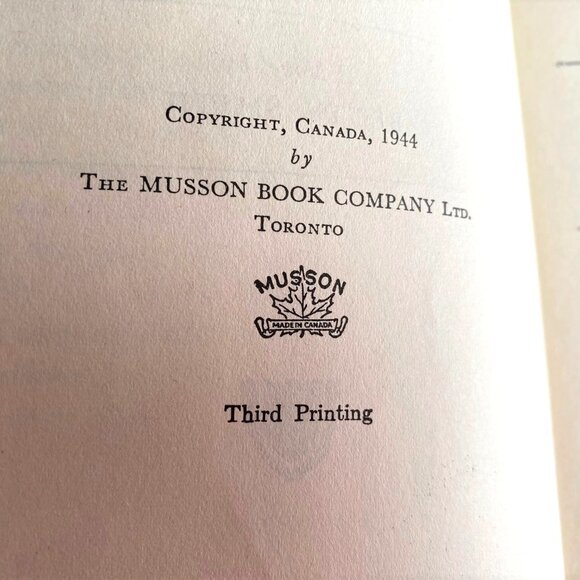 Copyright, Canada, 1944
by
The MUSSON BOOK COMPANY Ltd.
Toronto
MUSSON
MADE IN CANADA
Third Printing